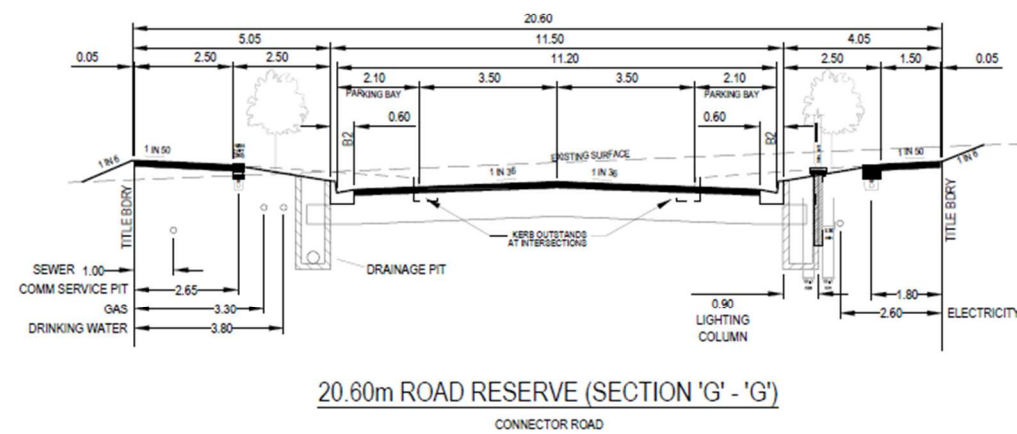 20.60
5.05 11.50 4.05
0.05 2.50 2.50 11.20 2.50 1.50 0.05
2.10 3.50 3.50 2.10
PARKING BAY PARKING BAY
0.60 0.60
B2 B2
EXISTING SURFACE
1 IN 6 1 IN 50 1 IN 36 1 IN 36 1 IN 50 1 IN 6
TITLE BDRY TITLE BDRY
KERB OUTSTANDS
AT INTERSECTIONS
DRAINAGE PIT
SEWER 1.00
COMM SERVICE PIT 2.65
GAS 3.30
DRINKING WATER 3.80
0.90
LIGHTING
COLUMN
1.80
2.60 ELECTRICITY
20.60m ROAD RESERVE (SECTION 'G' - 'G')
CONNECTOR ROAD